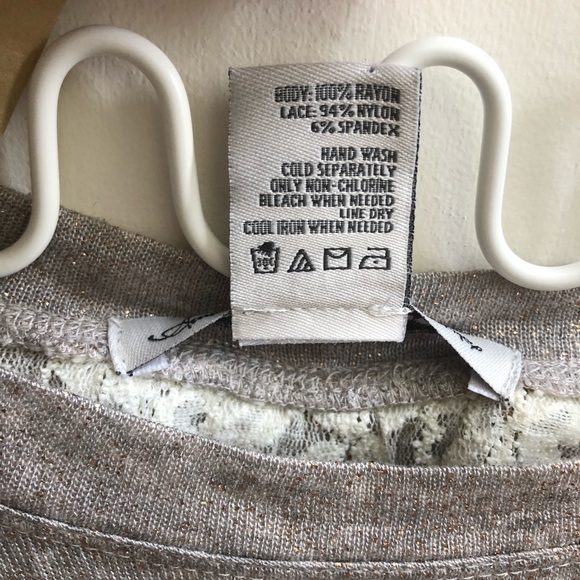 BODY: 100% RAYON
LACE: 94% NYLON
6% SPANDEX
HAND WASH
COLD SEPARATELY
ONLY NON-CHLORINE
BLEACH WHEN NEEDED
LINE DRY
COOL IRON WHEN NEEDED